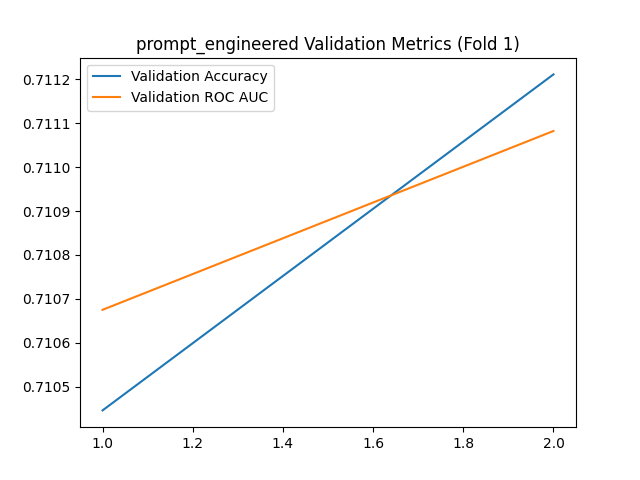 prompt_engineered Validation Metrics (Fold 1)
Validation Accuracy
Validation ROC AUC
0.7112
0.7111
0.7110
0.7109
0.7108
0.7107
0.7106
0.7105
1.0 1.2 1.4 1.6 1.8 2.0